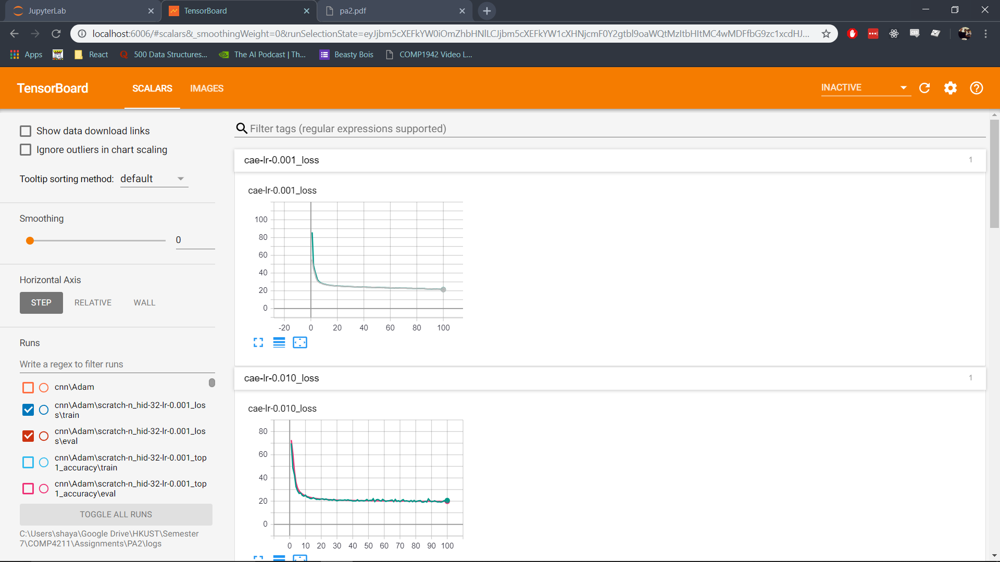 JupyterLab
TensorBoard
pa2.pdf
localhost:6006/#scalars&_smoothingWeight=0&runSelectionState=eyJjbm5cXEFkYW0iOmZhbHNlLCJjbm5cXEFkYW1cXHNjcmF0Y2gtbl9oaWQtMzItbHItMC4wMDFfbG9zc1xcdHJ...
Apps
React
500 Data Structures...
The AI Podcast | Th...
Beasty Bois
COMP1942 Video L...
TensorBoard
SCALARS
IMAGES
INACTIVE
Show data download links
Ignore outliers in chart scaling
Tooltip sorting method: default
Smoothing
0
Horizontal Axis
STEP RELATIVE WALL
Runs
Write a regex to filter runs
cnn\Adam
cnn\Adam\scratch-n_hid-32-lr-0.001_los
s\train
cnn\Adam\scratch-n_hid-32-lr-0.001_los
s\eval
cnn\Adam\scratch-n_hid-32-lr-0.001_top
1_accuracy\train
cnn\Adam\scratch-n_hid-32-lr-0.001_top
1_accuracy\eval
TOGGLE ALL RUNS
C:\Users\shaya\Google Drive\HKUST\Semester
7\COMP4211\Assignments\PA2\logs
Filter tags (regular expressions supported)
cae-lr-0.001_loss 1
cae-lr-0.001_loss
100
80
60
40
20
0
-20 0 20 40 60 80 100
cae-lr-0.010_loss 1
cae-lr-0.010_loss
80
60
40
20
0
0 10 20 30 40 50 60 70 80 90 100